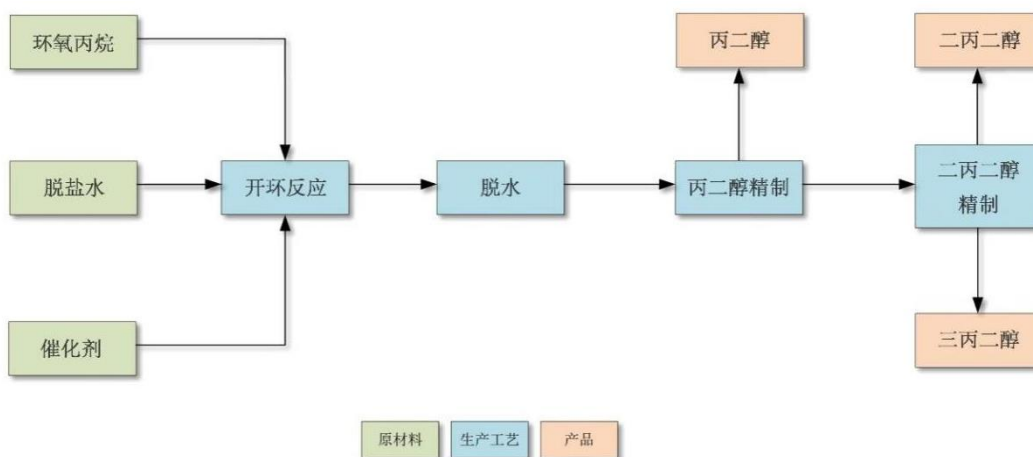 环氧丙烷
丙二醇
二丙二醇
脱盐水
开环反应
脱水
丙二醇精制
二丙二醇
精制
催化剂
三丙二醇
原材料
生产工艺
产品